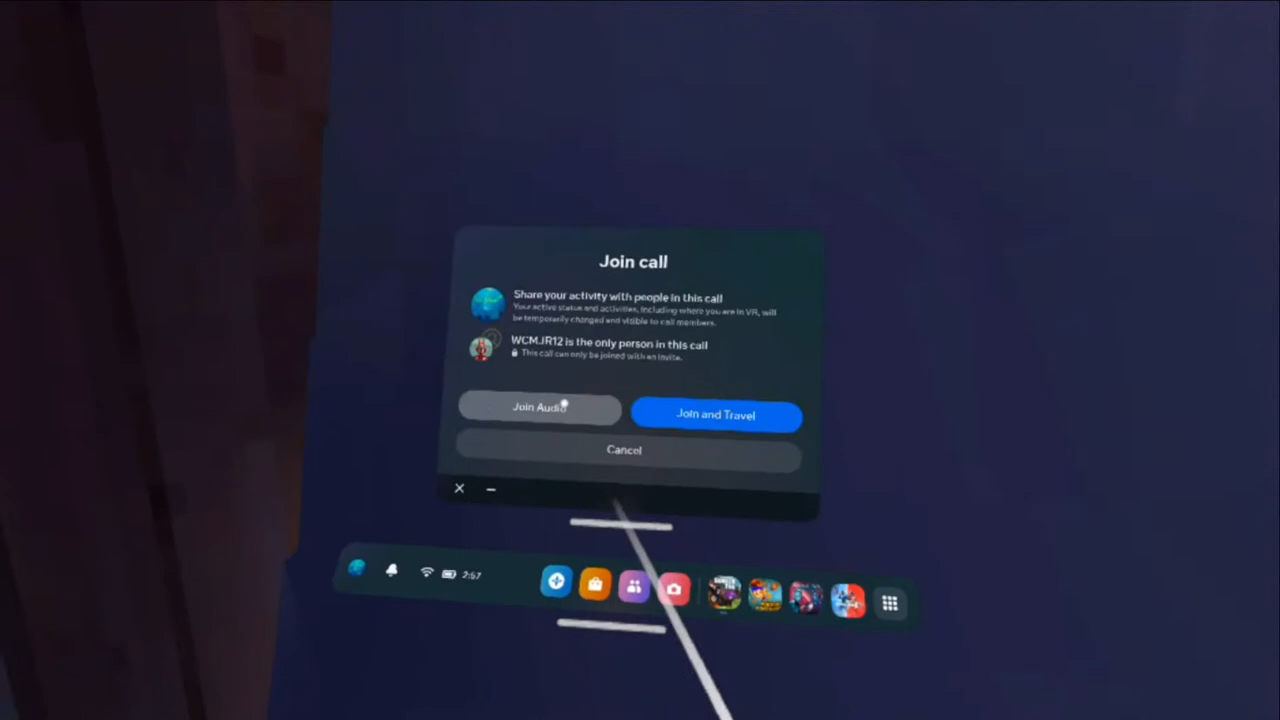 Join call
Share your activity with people in this call
Your active status and activities, including where you are in VR, will
be temporarily changed and visible to call members.
WCMJR12 is the only person in this call
This call can only be joined with an invite.
Join Audio
Join and Travel
Cancel
2:57